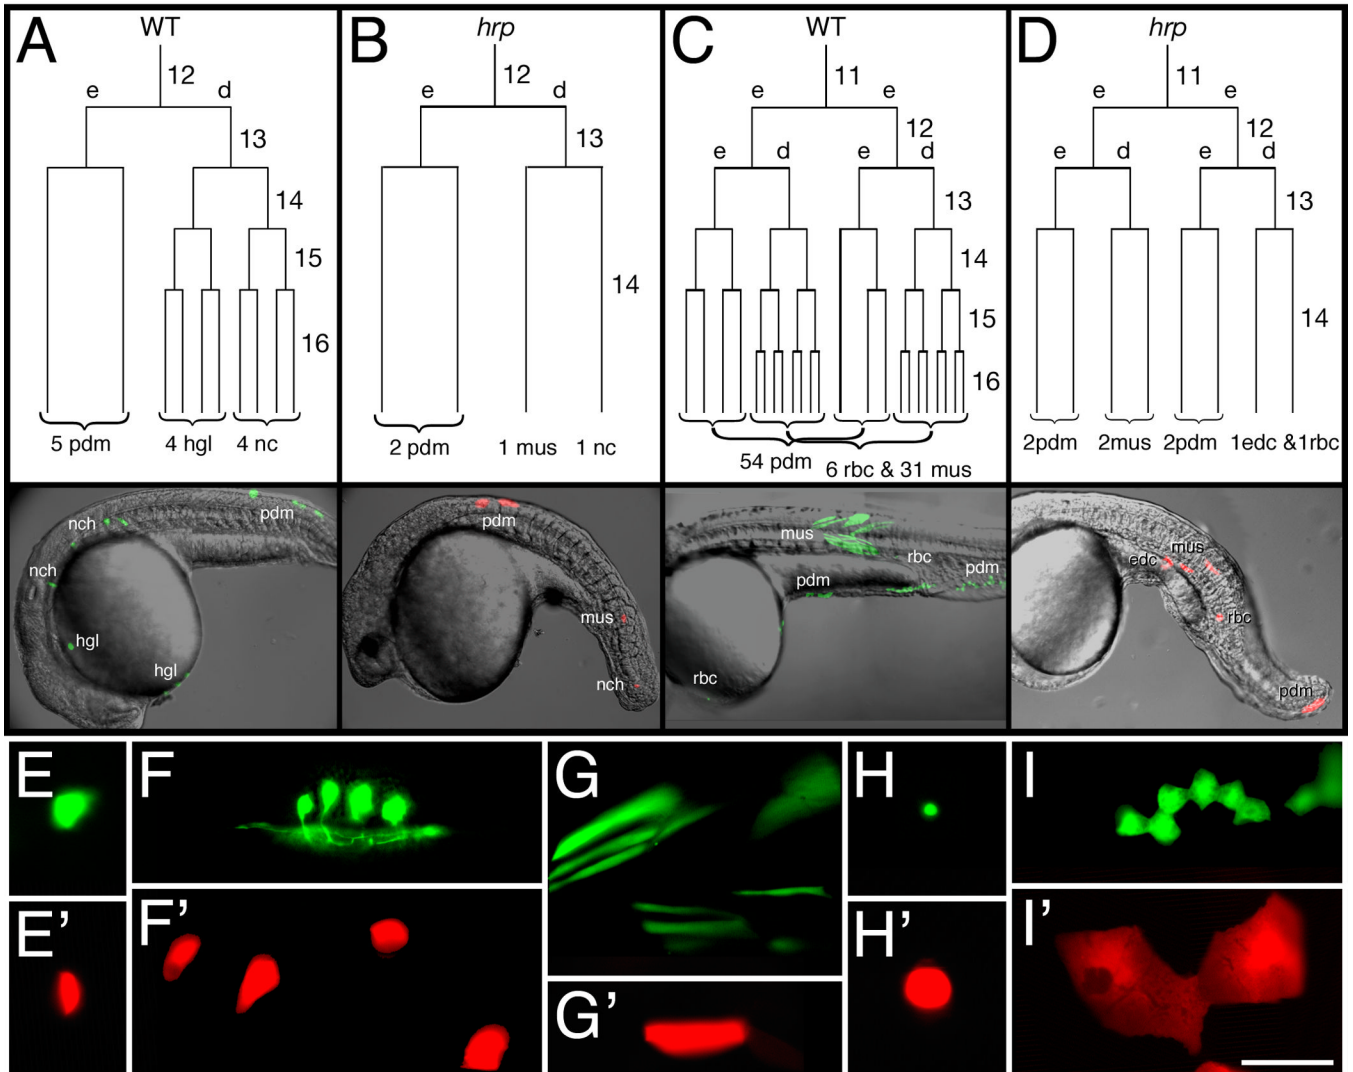 A WT
12
e d
13
14
15
16
5 pdm 4 hgl 4 nc
nch
pdm
nch
hgl
hgl
B hrp
12
e d
13
14
2 pdm 1 mus 1 nc
pdm
mus
nch
C WT
11
e e
12
e d e d
13
14
15
16
54 pdm
6 rbc & 31 mus
mus
rbc
pdm
pdm
rbc
D hrp
11
e e
12
e d e d
13
14
2pdm 2mus 2pdm 1edc &1rbc
mus
edc
rbc
pdm
E
F
G
H
I
E’
F’
G’
H’
I’